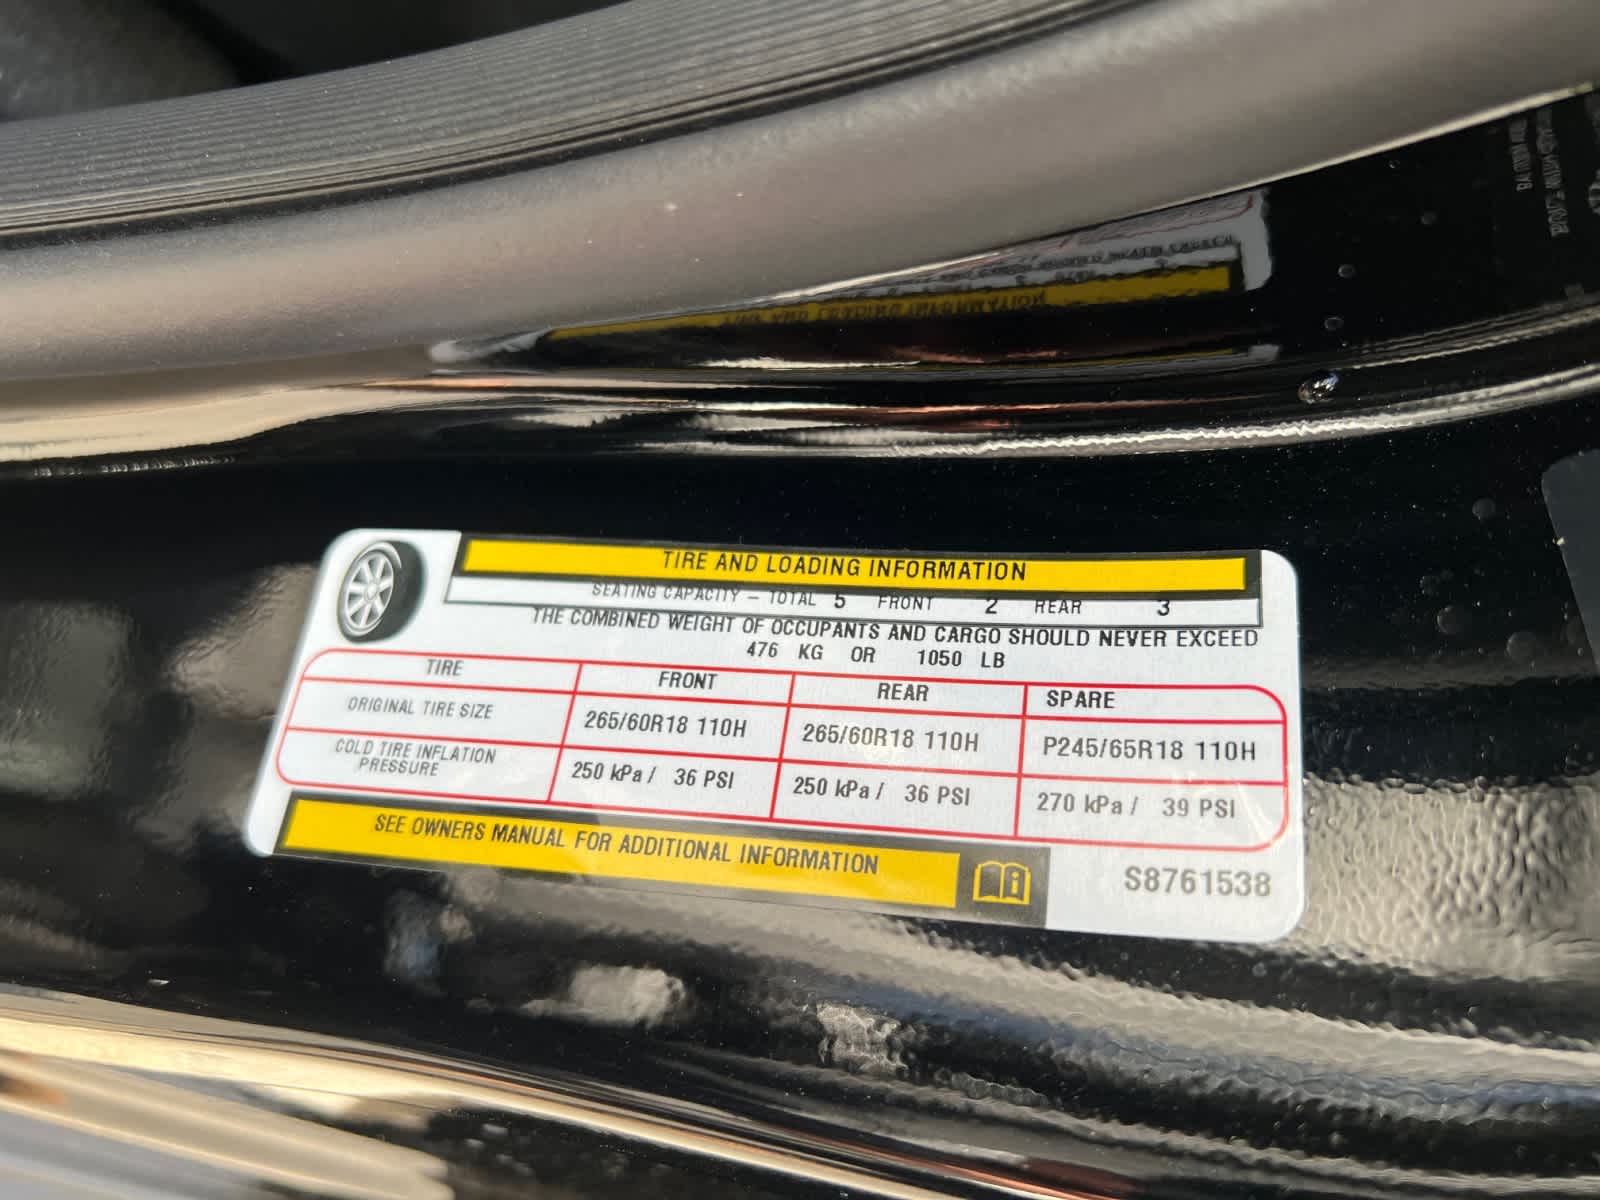 TIRE AND LOADING INFORMATION
SEATING CAPACITY – TOTAL 5 FRONT 2 REAR 3
THE COMBINED WEIGHT OF OCCUPANTS AND CARGO SHOULD NEVER EXCEED
476 KG OR 1050 LB
TIRE FRONT REAR SPARE
ORIGINAL TIRE SIZE 265/60R18 110H 265/60R18 110H P245/65R18 110H
COLD TIRE INFLATION
PRESSURE 250 kPa / 36 PSI 250 kPa / 36 PSI 270 kPa / 39 PSI
SEE OWNERS MANUAL FOR ADDITIONAL INFORMATION
S8761538